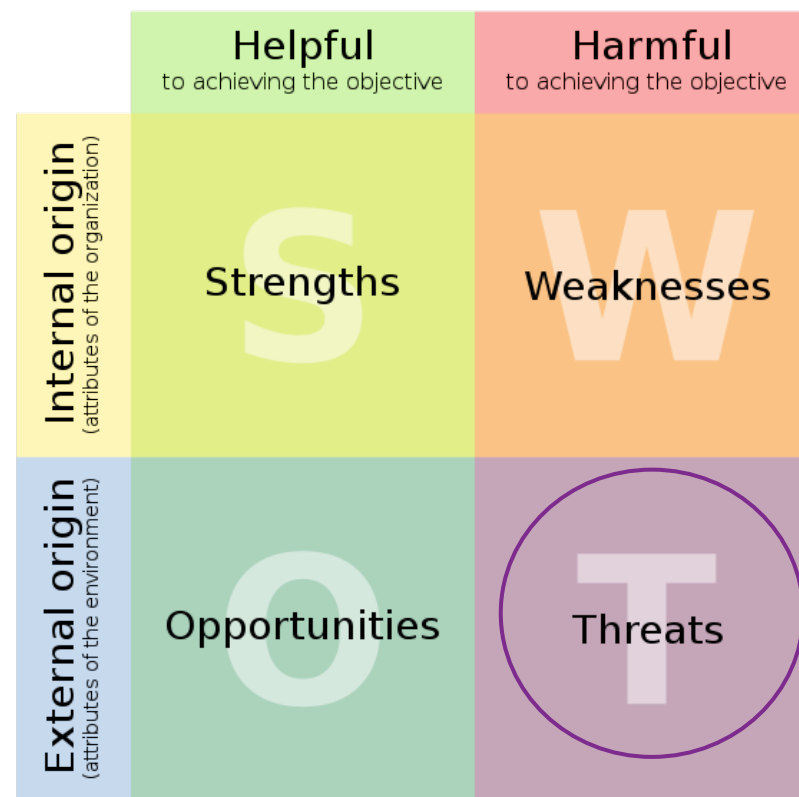 Helpful
to achieving the objective
Harmful
to achieving the objective
Internal origin
(attributes of the organization)
S
Strengths
W
Weaknesses
External origin
(attributes of the environment)
O
Opportunities
T
Threats